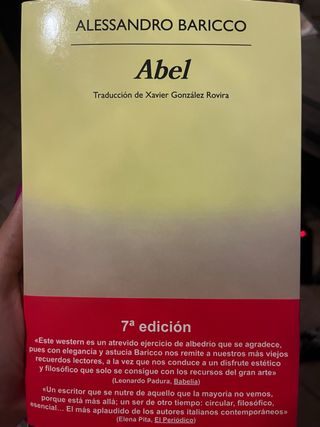 ALESSANDRO BARICCO
Abel
Traducción de Xavier González Rovira
7ª edición
«Este western es un atrevido ejercicio de albedrío que se agradece,
pues con elegancia y astucia Baricco nos remite a nuestros más viejos
recuerdos lectores, a la vez que nos conduce a un disfrute estético
y filosófico que solo se consigue con los recursos del gran arte»
(Leonardo Padura, Babelia)
«Un escritor que se nutre de aquello que la mayoría no vemos,
porque está más allá; un ser de otro tiempo: circular, filosófico,
esencial... El más aplaudido de los autores italianos contemporáneos»
(Elena Pita, El Periódico)